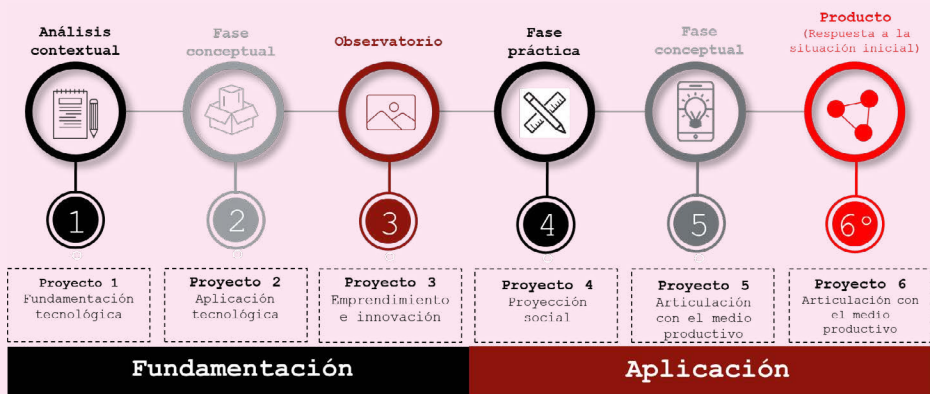 Análisis
contextual
Fase
conceptual
Observatorio
Fase
práctica
Fase
conceptual
Producto
(Respuesta a la
situación inicial)
1
2
3
4
5
6°
Proyecto 1
Fundamentación
tecnológica
Proyecto 2
Aplicación
tecnológica
Proyecto 3
Emprendimiento
e innovación
Proyecto 4
Proyección
social
Proyecto 5
Articulación
con el medio
productivo
Proyecto 6
Articulación con
el medio
productivo
Fundamentación
Aplicación